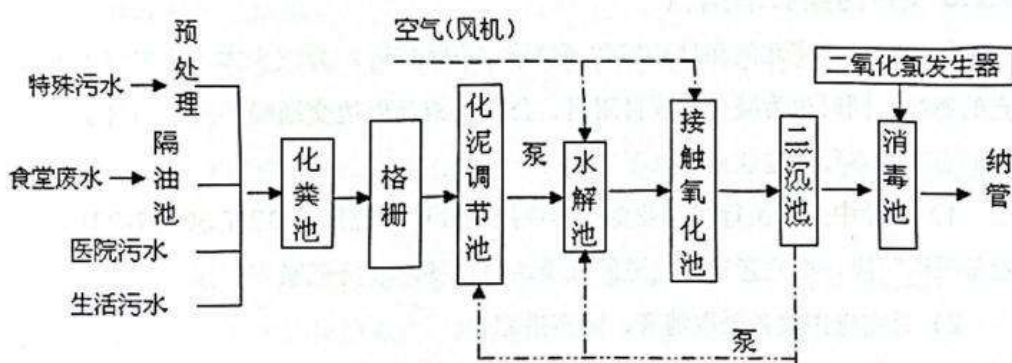 空气(风机)
预处理
二氧化氯发生器
特殊污水
隔油池
食堂废水
医院污水
生活污水
化粪池
格栅
化泥调节池
泵
水解池
接触氧化池
二沉池
消毒池
纳管
泵